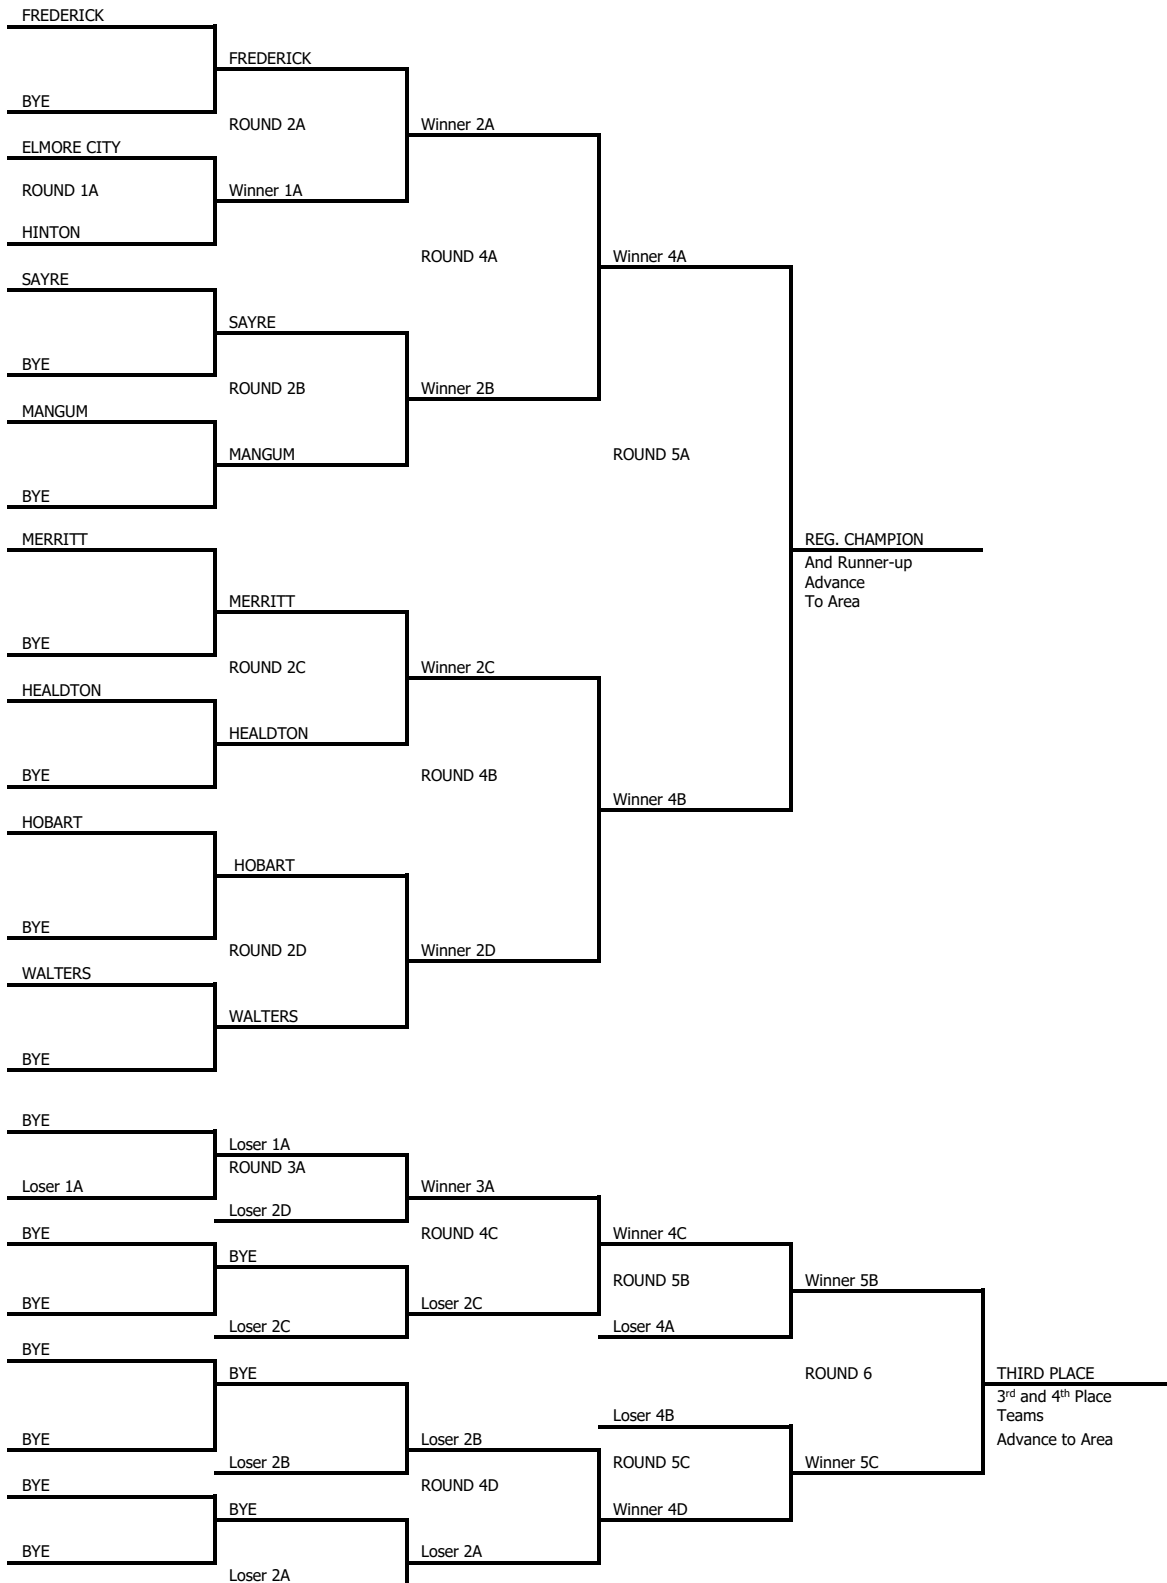 FREDERICK
FREDERICK
BYE
ROUND 2A
Winner 2A
ELMORE CITY
ROUND 1A
Winner 1A
HINTON
ROUND 4A
Winner 4A
SAYRE
SAYRE
BYE
ROUND 2B
Winner 2B
MANGUM
MANGUM
ROUND 5A
BYE
MERRITT
REG. CHAMPION
And Runner-up
Advance
To Area
MERRITT
BYE
ROUND 2C
Winner 2C
HEALDTON
HEALDTON
BYE
ROUND 4B
Winner 4B
HOBART
HOBART
BYE
ROUND 2D
Winner 2D
WALTERS
WALTERS
BYE
BYE
Loser 1A
ROUND 3A
Loser 1A
Winner 3A
Loser 2D
BYE
ROUND 4C
Winner 4C
BYE
ROUND 5B
Winner 5B
BYE
Loser 2C
Loser 2C
Loser 4A
BYE
BYE
ROUND 6
THIRD PLACE
3rd and 4th Place
Teams
Advance to Area
Loser 4B
BYE
Loser 2B
Loser 2B
ROUND 5C
Winner 5C
BYE
ROUND 4D
BYE
Winner 4D
BYE
Loser 2A
Loser 2A